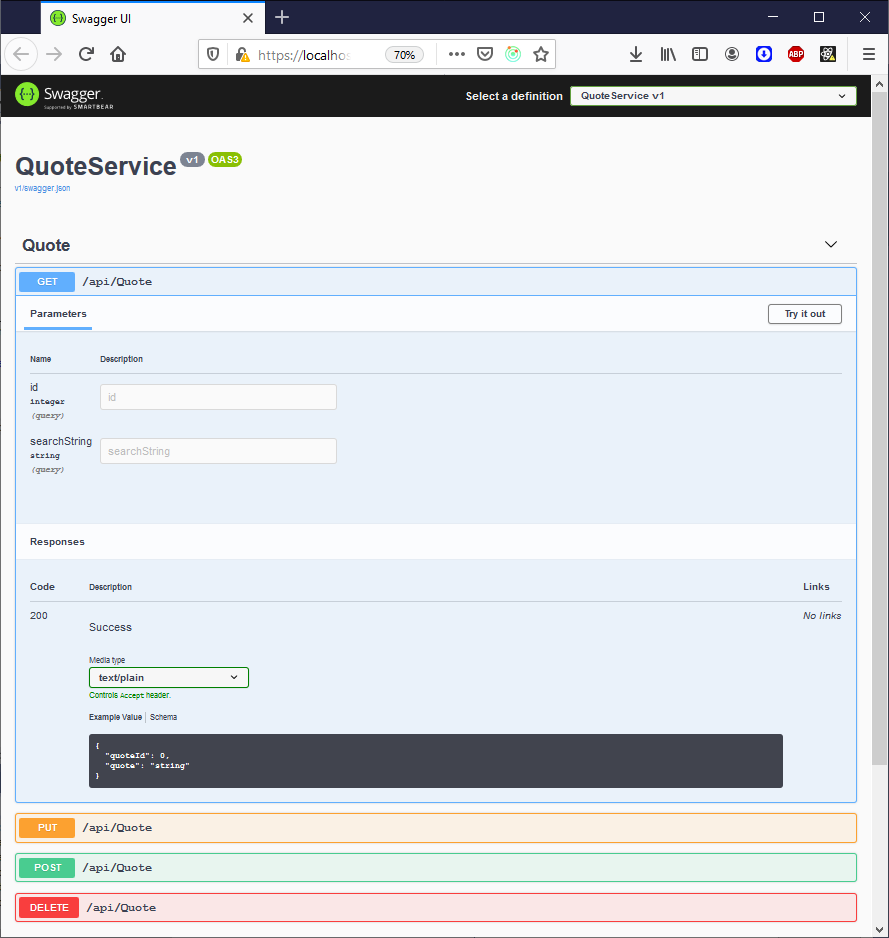 Swagger UI
https://localho
70%
ABP
Swagger.
Supported by SMARTBEAR
Select a definition
QuoteService v1
QuoteService v1 OAS3
v1/swagger.json
Quote
GET /api/Quote
Parameters
Try it out
Name Description
id
integer
(query)
id
searchString
string
(query)
searchString
Responses
Code Description Links
200
Success
No links
Media type
text/plain
Controls Accept header.
Example Value | Schema
{
"quoteId": 0,
"quote": "string"
}
PUT /api/Quote
POST /api/Quote
DELETE /api/Quote